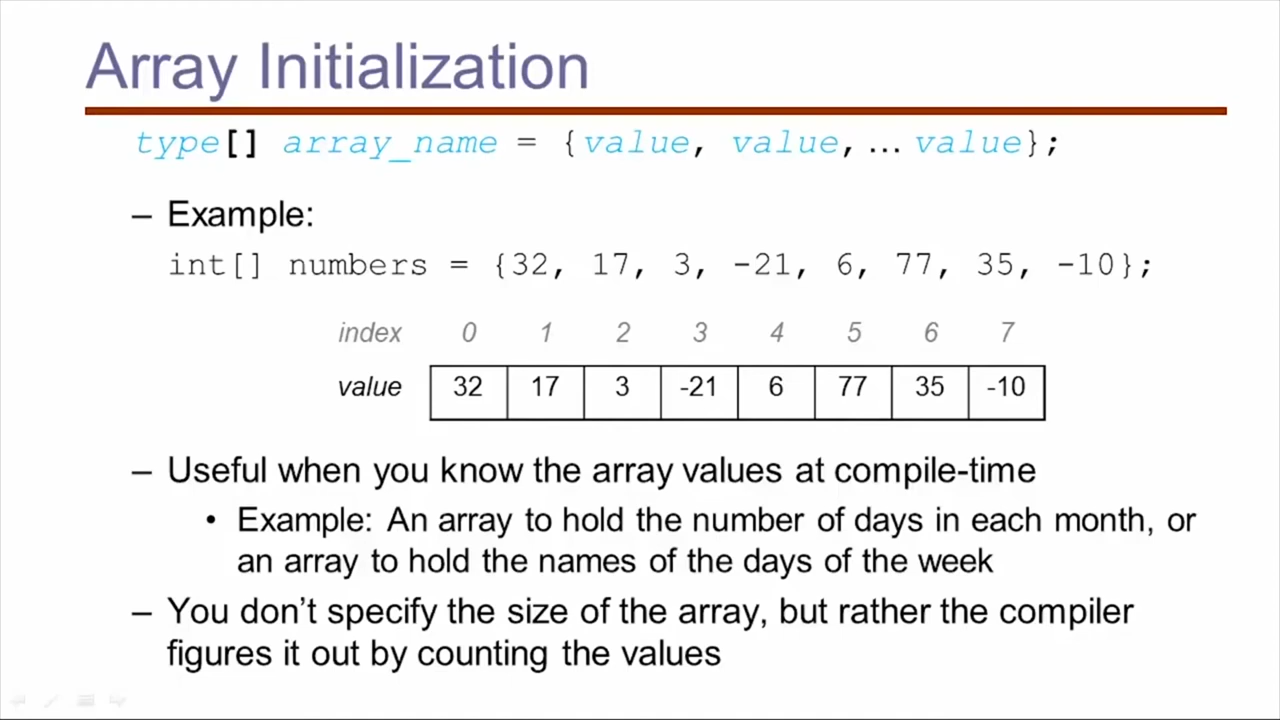 Array Initialization
type[] array_name = {value, value, … value};
– Example:
int[] numbers = {32, 17, 3, -21, 6, 77, 35, -10};
index 0 1 2 3 4 5 6 7
value 32 17 3 -21 6 77 35 -10
– Useful when you know the array values at compile-time
• Example: An array to hold the number of days in each month, or
an array to hold the names of the days of the week
– You don’t specify the size of the array, but rather the compiler
figures it out by counting the values